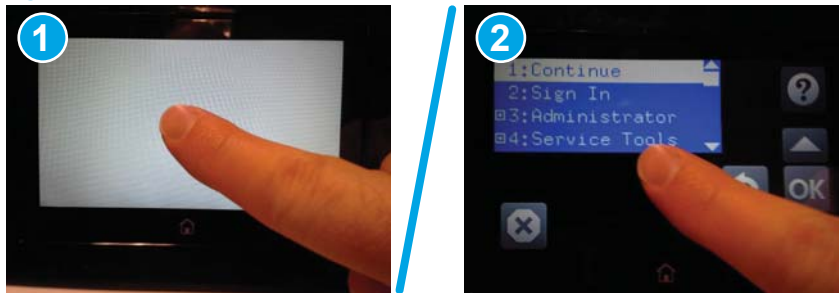 1
2
1:Continue
2:Sign In
3:Administrator
4:Service Tools
?
OK